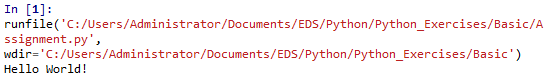 In [1]:
runfile('C:/Users/Administrator/Documents/EDS/Python/Python_Exercises/Basic/A
ssignment.py',
wdir='C:/Users/Administrator/Documents/EDS/Python/Python_Exercises/Basic')
Hello World!